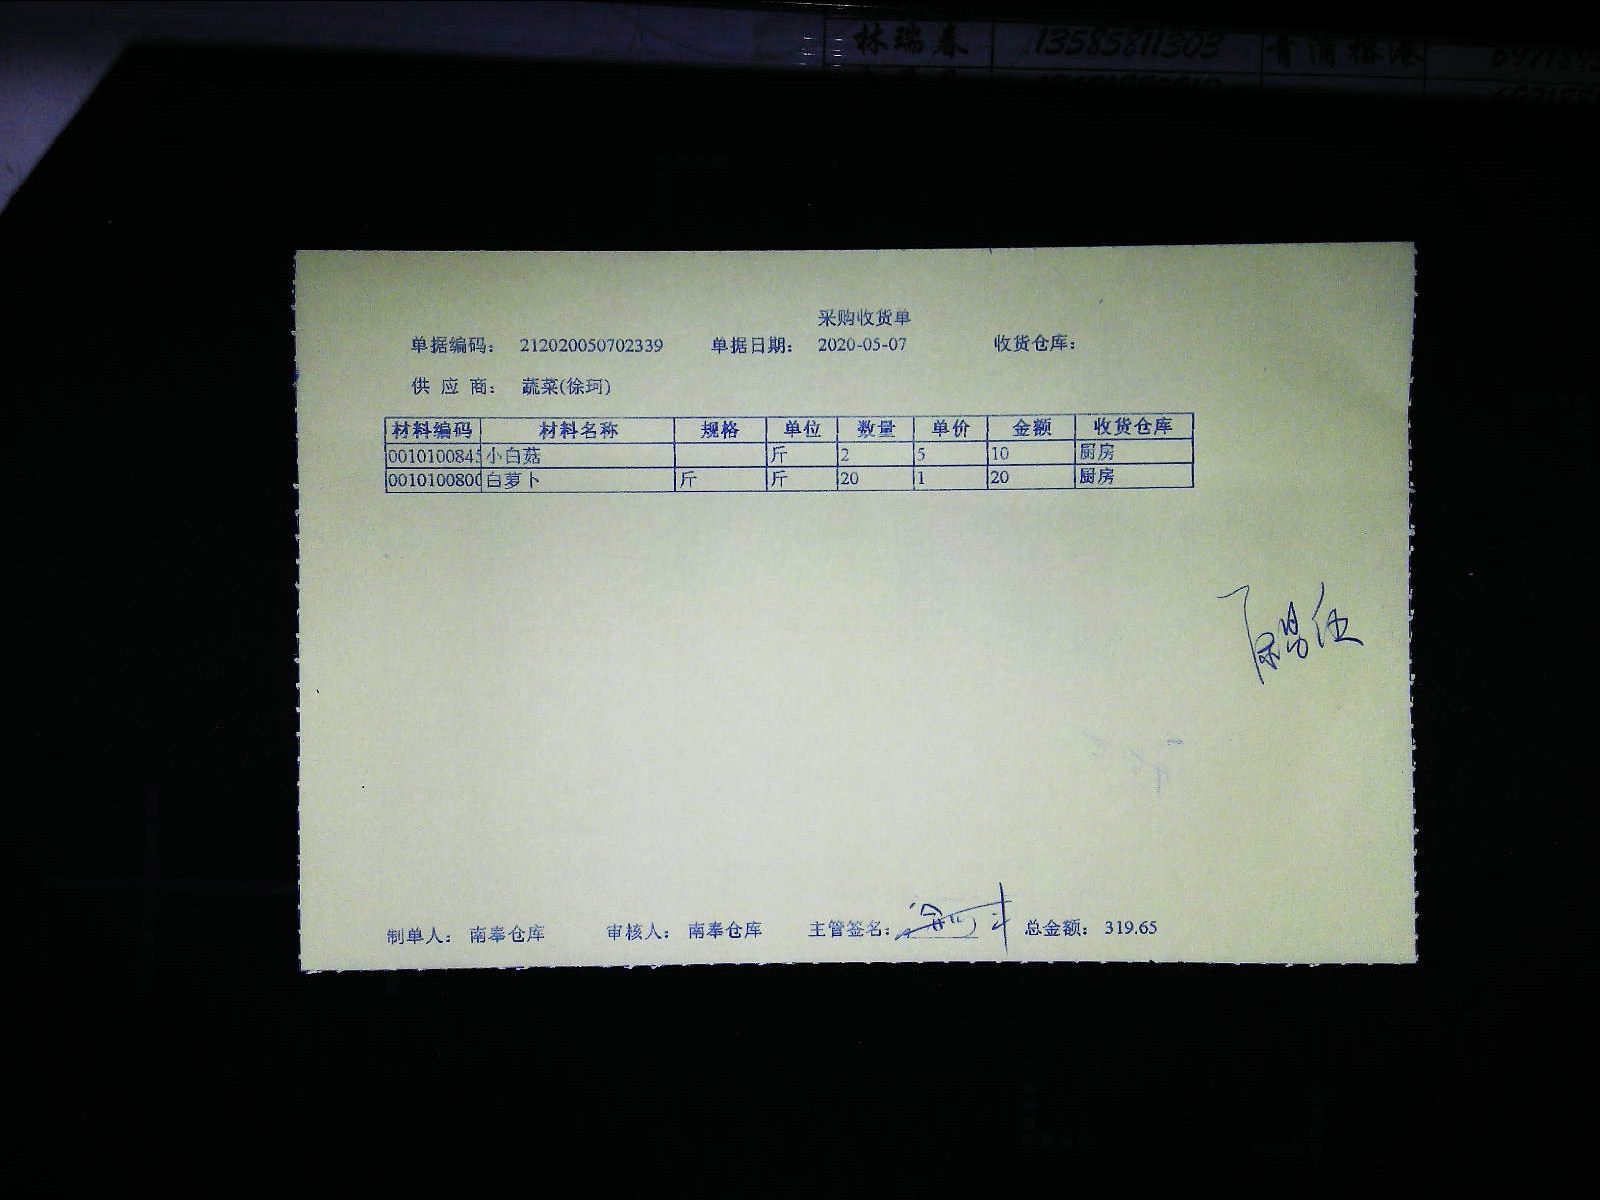 林瑞春 13585811303
采购收货单
单据编码： 212020050702339 单据日期： 2020-05-07 收货仓库：
供 应 商： 蔬菜(徐珂)
材料编码 材料名称 规格 单位 数量 单价 金额 收货仓库
001010084 小白菇 斤 2 5 10 厨房
001010080 白萝卜 斤 斤 20 1 20 厨房
制单人： 南奉仓库 审核人： 南奉仓库 主管签名： 总金额： 319.65